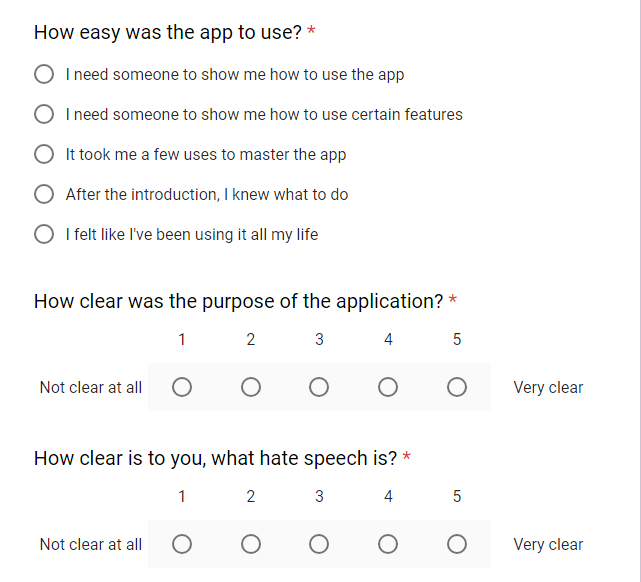 How easy was the app to use? *
I need someone to show me how to use the app
I need someone to show me how to use certain features
It took me a few uses to master the app
After the introduction, I knew what to do
I felt like I've been using it all my life
How clear was the purpose of the application? *
1 2 3 4 5
Not clear at all Very clear
How clear is to you, what hate speech is? *
1 2 3 4 5
Not clear at all Very clear